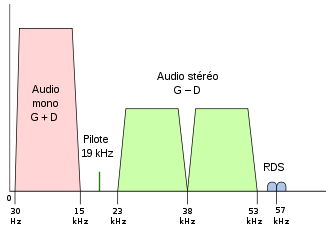 Audio
mono
G + D
Pilote
19 kHz
Audio stéréo
G – D
RDS
0
30
Hz
15
kHz
23
kHz
38
kHz
53
kHz
57
kHz